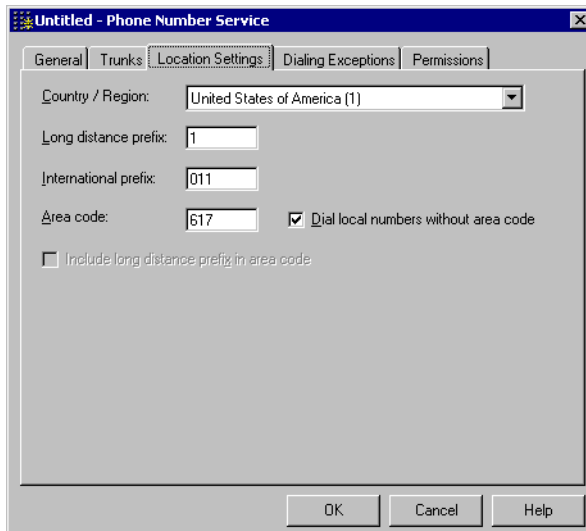 Untitled - Phone Number Service
General Trunks Location Settings Dialing Exceptions Permissions
Country / Region: United States of America (1)
Long distance prefix: 1
International prefix: 011
Area code: 617 Dial local numbers without area code
Include long distance prefix in area code
OK Cancel Help